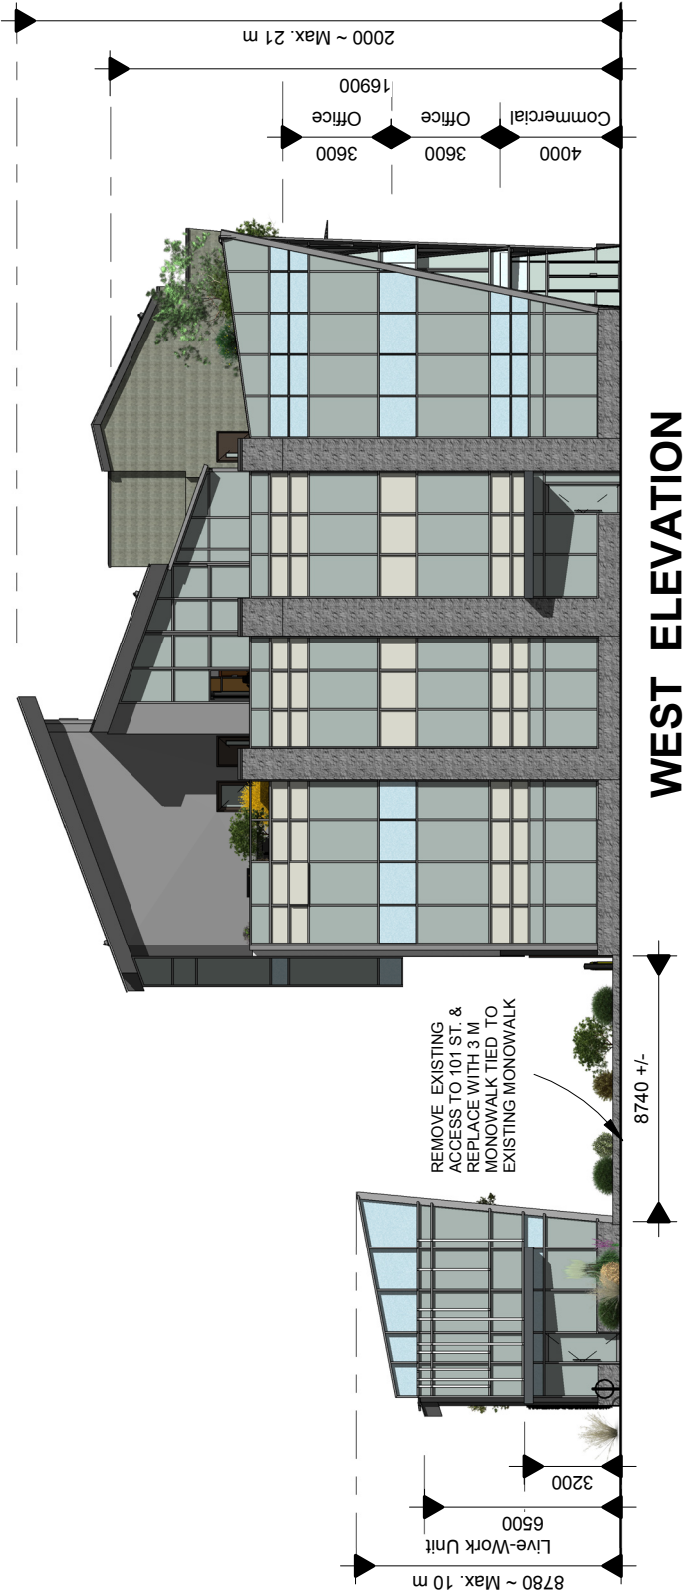 2000 ~ Max. 21 m
16900
Office
Office
Commercial
3600
3600
4000
REMOVE EXISTING
ACCESS TO 101 ST. &
REPLACE WITH 3 M
MONOWALK TIED TO
EXISTING MONOWALK
8740 +/-
3200
6500
Live-Work Unit
8780 ~ Max. 10 m
WEST ELEVATION